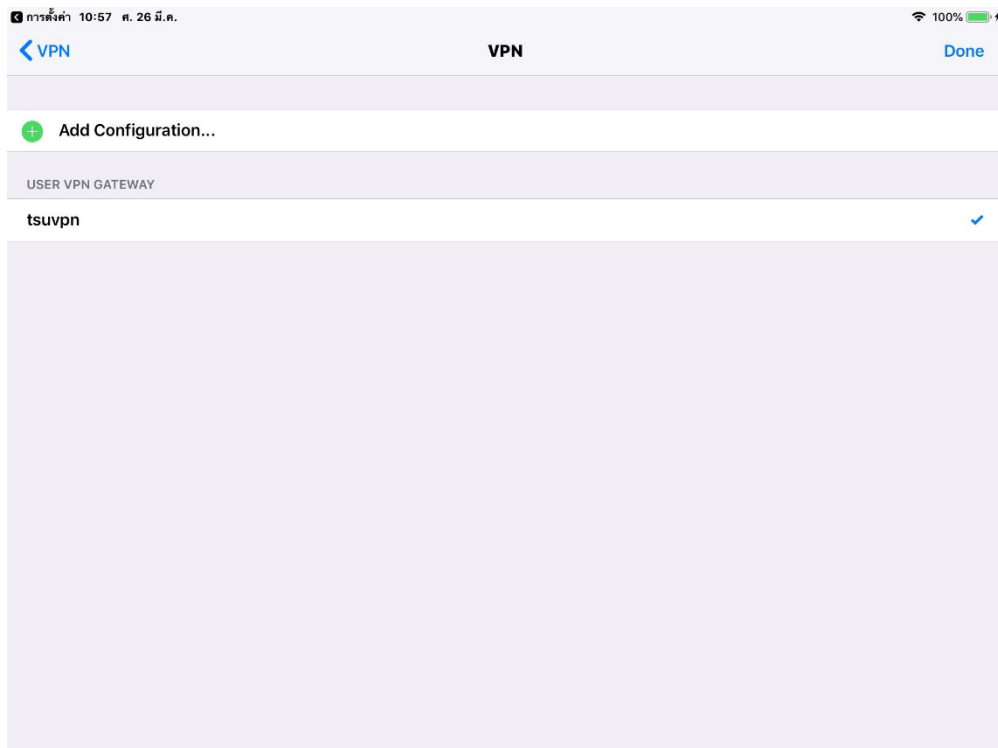 การตั้งค่า 10:57 ศ. 26 มี.ค. 100%
VPN VPN Done
Add Configuration...
USER VPN GATEWAY
tsuvpn